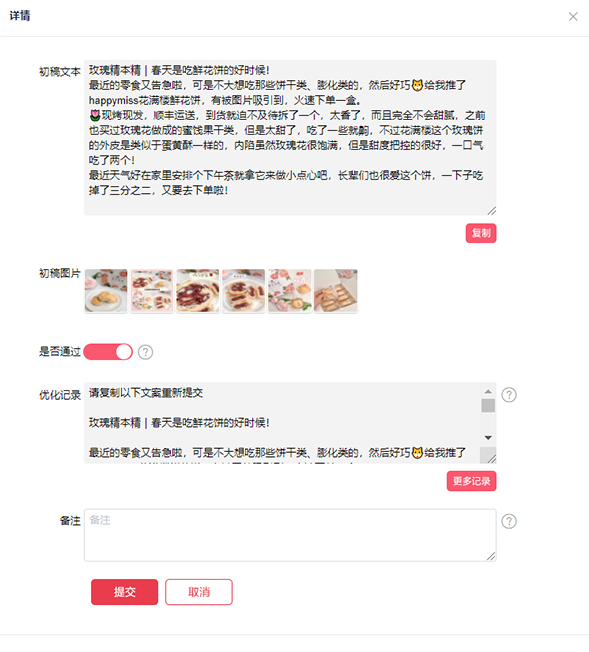 详情
初稿文本
玫瑰精本精 | 春天是吃鲜花饼的好时候!
最近的零食又告急啦，可是不大想吃那些饼干类、膨化类的，然后好巧🐱给我推了
happymiss花满楼鲜花饼，有被图片吸引到，火速下单一盒。
🌷现烤现发，顺丰运送，到货就迫不及待拆了一个，太香了，而且完全不会甜腻，之前
也买过玫瑰花做成的蜜饯果干类，但是太甜了，吃了一些就齁，不过花满楼这个玫瑰饼
的外皮是类似于蛋黄酥一样的，内陷虽然玫瑰花很饱满，但是甜度把控的很好，一口气
吃了两个!
最近天气好在家里安排个下午茶就拿它来做小点心吧，长辈们也很爱这个饼，一下子吃
掉了三分之二，又要去下单啦!
复制
初稿图片
是否通过
?
优化记录
请复制以下文案重新提交
玫瑰精本精 | 春天是吃鲜花饼的好时候!
最近的零食又告急啦，可是不大想吃那些饼干类、膨化类的，然后好巧🐱给我推了
?
更多记录
备注
备注
?
提交
取消